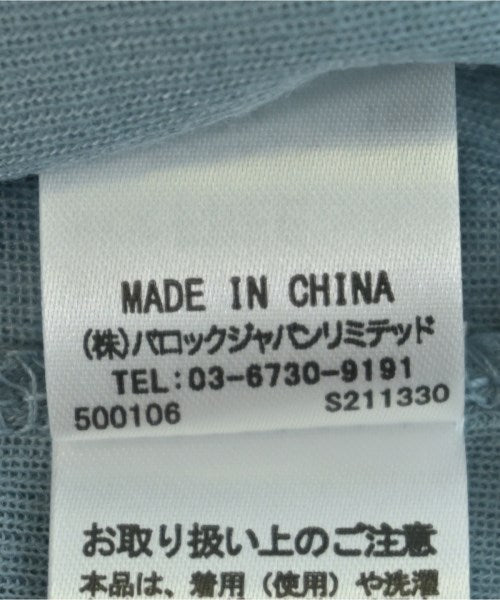 MADE IN CHINA
(株)バロックジャパンリミテッド
TEL:03-6730-9191
500106 S211330
お取り扱い上のご注意
本品は、着用（使用）や洗濯